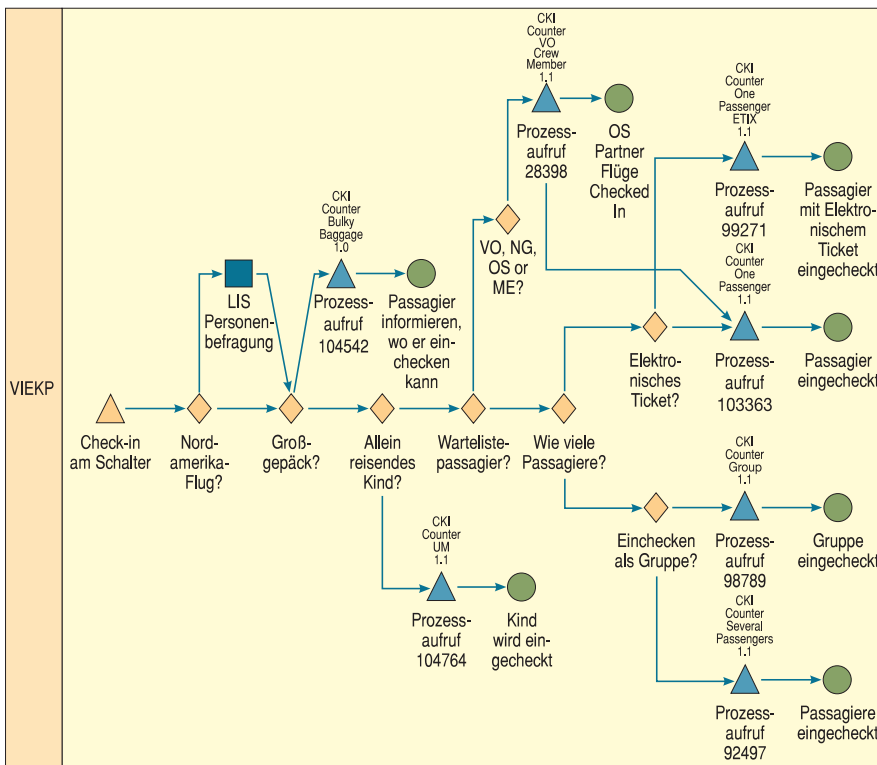 VIEKP
Check-in
am Schalter
Nord-
amerika-
Flug?
LIS
Personen-
befragung
Groß-
gepäck?
CKI
Counter
Bulky
Baggage
1.0
Prozess-
aufruf
104542
Passagier
informieren,
wo er ein-
checken
kann
Allein
reisendes
Kind?
CKI
Counter
UM
1.1
Prozess-
aufruf
104764
Kind
wird ein-
gecheckt
Warteliste-
passagier?
VO, NG,
OS or
ME?
CKI
Counter
VO
Crew
Member
1.1
Prozess-
aufruf
28398
OS
Partner
Flüge
Checked
In
Wie viele
Passagiere?
Elektro-
nisches
Ticket?
CKI
Counter
One
Passenger
ETIX
1.1
Prozess-
aufruf
99271
Passagier
mit Elektro-
nischem
Ticket
eingecheckt
CKI
Counter
One
Passenger
1.1
Prozess-
aufruf
103363
Passagier
eingecheckt
Einchecken
als Gruppe?
CKI
Counter
Group
1.1
Prozess-
aufruf
98789
Gruppe
eingecheckt
CKI
Counter
Several
Passengers
1.1
Prozess-
aufruf
92497
Passagiere
eingecheckt